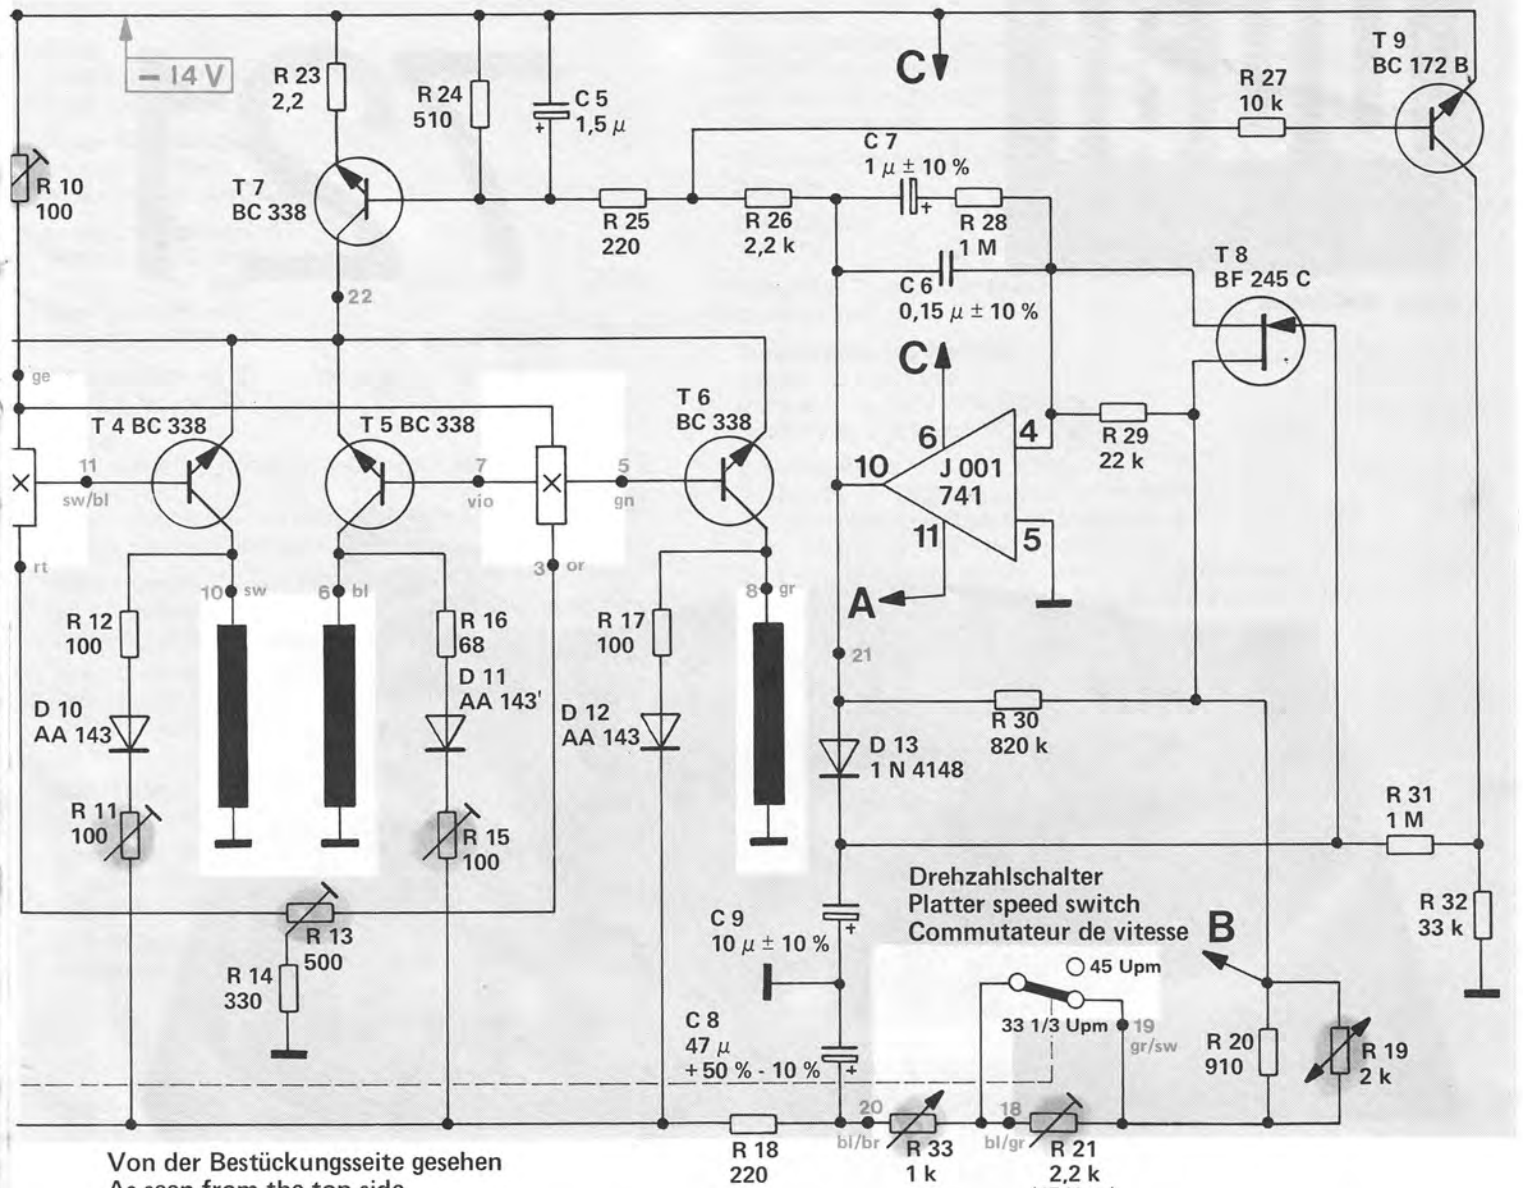 T 9
BC 172 B
- 14 V
R 23
2,2
R 24
510
C 5
1,5 µ
C
R 27
10 k
C 7
1 µ ± 10 %
R 10
100
T 7
BC 338
R 25
220
R 26
2,2 k
R 28
1 M
T 8
BF 245 C
22
C 6
0,15 µ ± 10 %
C
ge
T 4 BC 338
T 5 BC 338
T 6
BC 338
6
4
R 29
22 k
11
sw/bl
7
vio
5
gn
10
J 001
741
11
5
rt
10 sw
6 bl
3 or
8 gr
A
R 12
100
R 16
68
R 17
100
21
D 10
AA 143
D 11
AA 143'
D 12
AA 143
R 30
820 k
D 13
1 N 4148
R 11
100
R 15
100
R 31
1 M
Drehzahlschalter
Platter speed switch
Commutateur de vitesse
B
R 13
500
C 9
10 µ ± 10 %
R 32
33 k
45 Upm
R 14
330
33 1/3 Upm
19
gr/sw
C 8
47 µ
+ 50 % - 10 %
R 20
910
R 19
2 k
20
bl/br
18
bl/gr
R 18
220
R 33
1 k
R 21
2,2 k
Von der Bestückungsseite gesehen
As seen from the top side